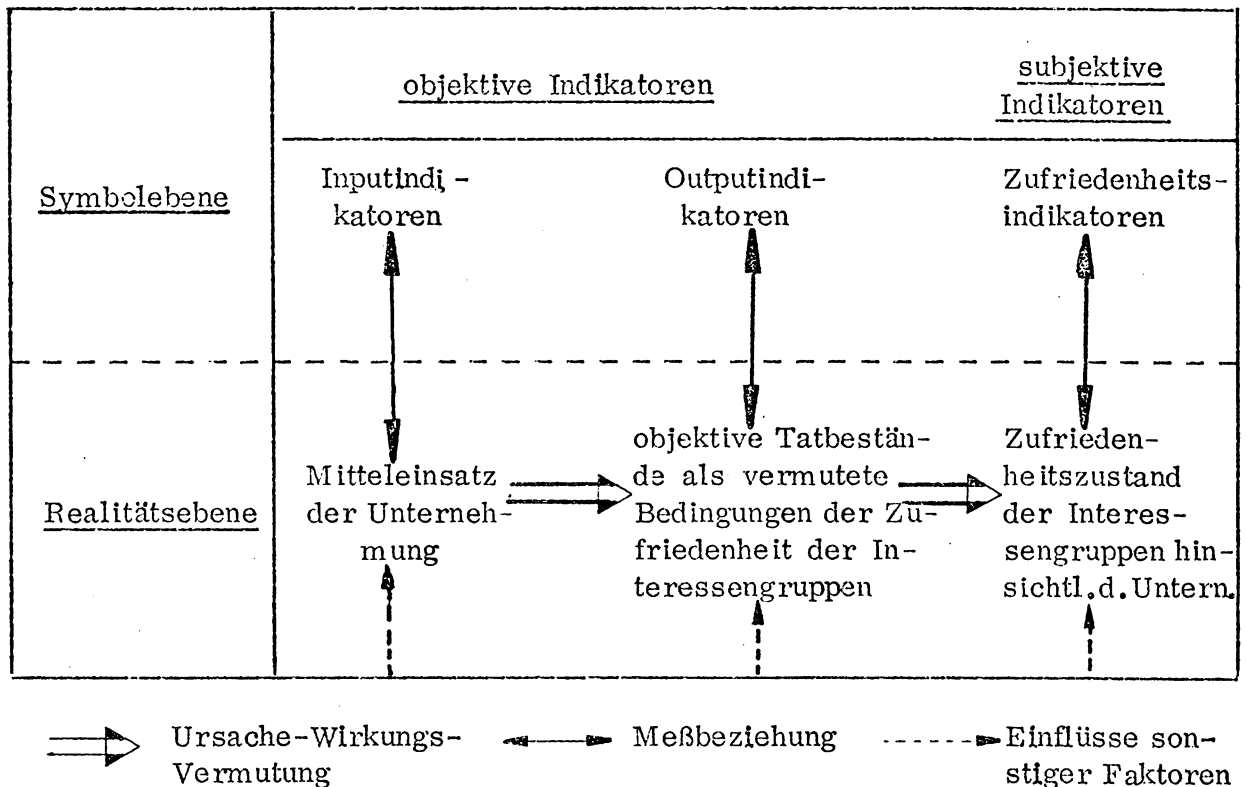 objektive Indikatoren
subjektive
Indikatoren
Symbolebene
Inputindi-
katoren
Outputindi-
katoren
Zufriedenheits-
indikatoren
Realitätsebene
Mitteleinsatz
der Unterneh-
mung
objektive Tatbestän-
de als vermutete
Bedingungen der Zu-
friedenheit der In-
teressengruppen
Zufrieden-
heitszustand
der Interes-
sengruppen hin-
sichtl.d.Untern.
Ursache-Wirkungs-
Vermutung
Meßbeziehung
Einflüsse son-
stiger Faktoren